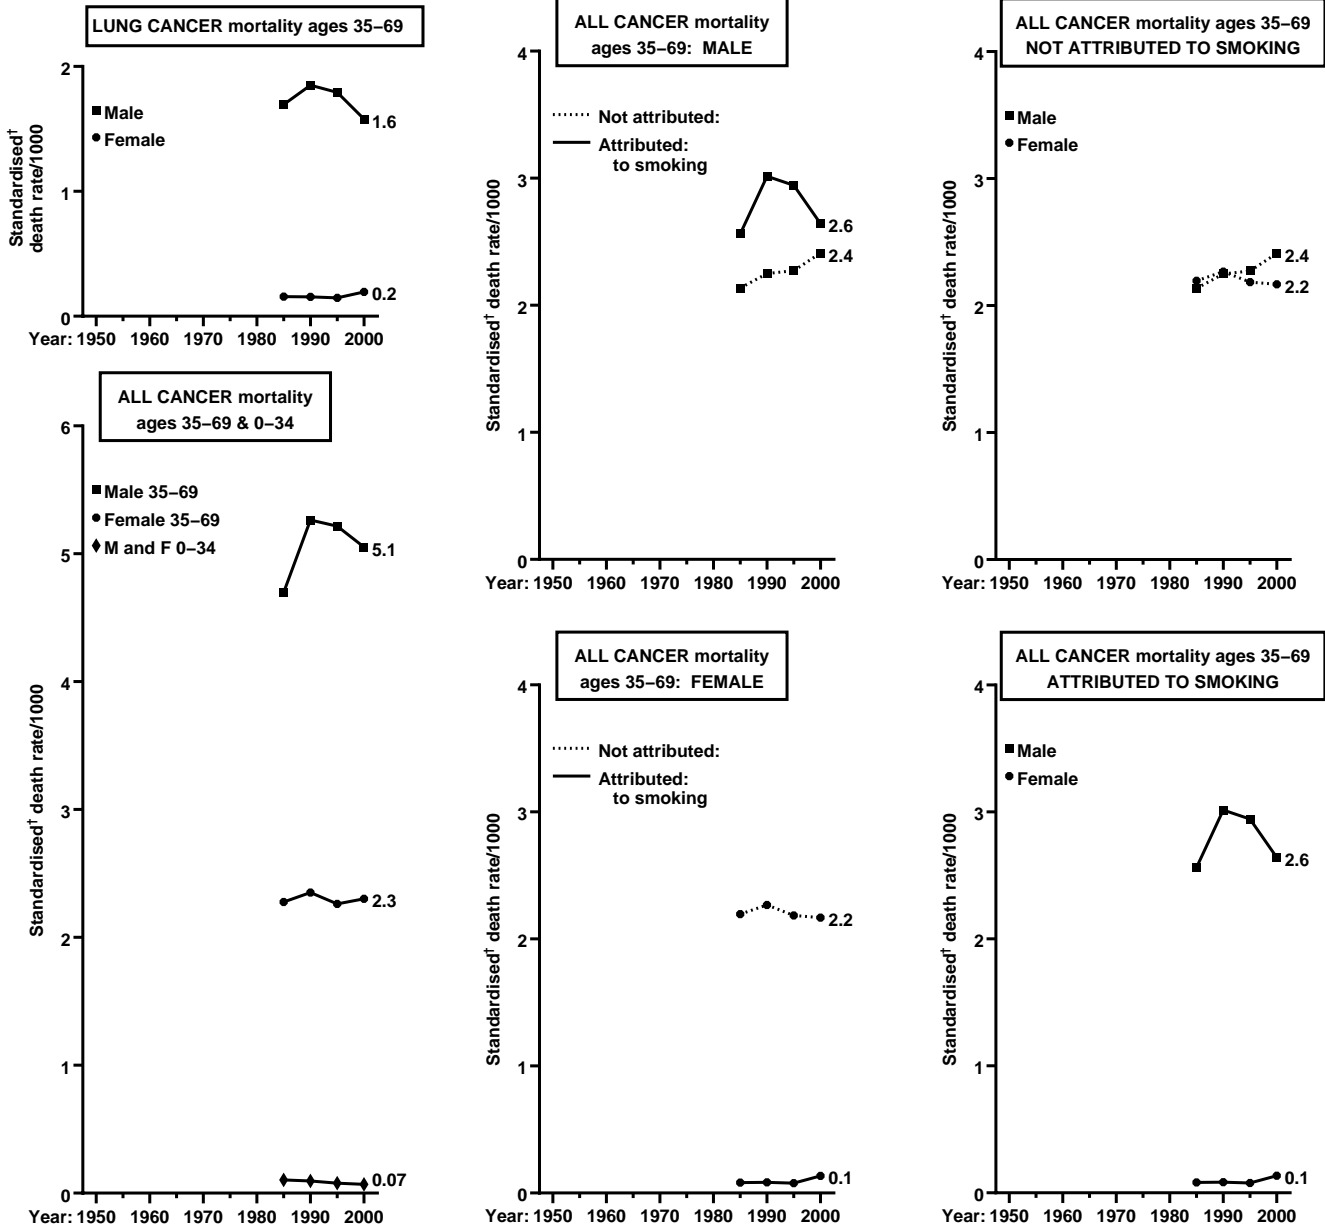 LUNG CANCER mortality ages 35–69
2
1
0
Standardised†
death rate/1000
Male
Female
1.6
0.2
Year: 1950 1960 1970 1980 1990 2000
ALL CANCER mortality
ages 35–69 & 0–34
6
5
4
3
2
1
0
Standardised† death rate/1000
Male 35–69
Female 35–69
M and F 0–34
5.1
2.3
0.07
Year: 1950 1960 1970 1980 1990 2000
ALL CANCER mortality
ages 35–69: MALE
4
3
2
1
0
Standardised† death rate/1000
Not attributed:
Attributed:
to smoking
2.6
2.4
Year: 1950 1960 1970 1980 1990 2000
ALL CANCER mortality
ages 35–69: FEMALE
4
3
2
1
0
Standardised† death rate/1000
Not attributed:
Attributed:
to smoking
2.2
0.1
Year: 1950 1960 1970 1980 1990 2000
ALL CANCER mortality ages 35–69
NOT ATTRIBUTED TO SMOKING
4
3
2
1
0
Standardised† death rate/1000
Male
Female
2.4
2.2
Year: 1950 1960 1970 1980 1990 2000
ALL CANCER mortality ages 35–69
ATTRIBUTED TO SMOKING
4
3
2
1
0
Standardised† death rate/1000
Male
Female
2.6
0.1
Year: 1950 1960 1970 1980 1990 2000